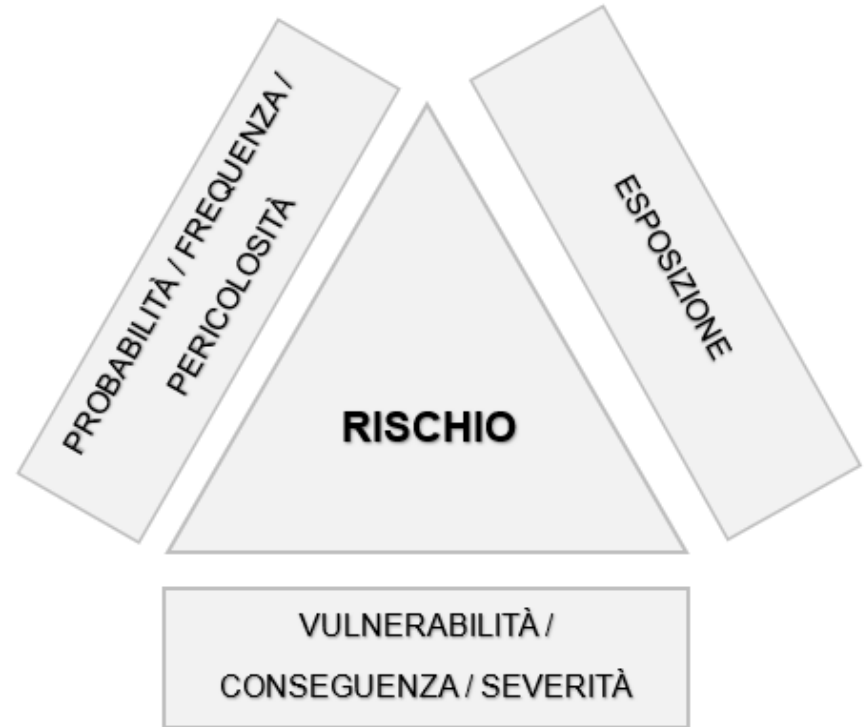 PROBABILITÀ / FREQUENZA /
PERICOLOSITÀ
ESPOSIZIONE
RISCHIO
VULNERABILITÀ /
CONSEGUENZA / SEVERITÀ